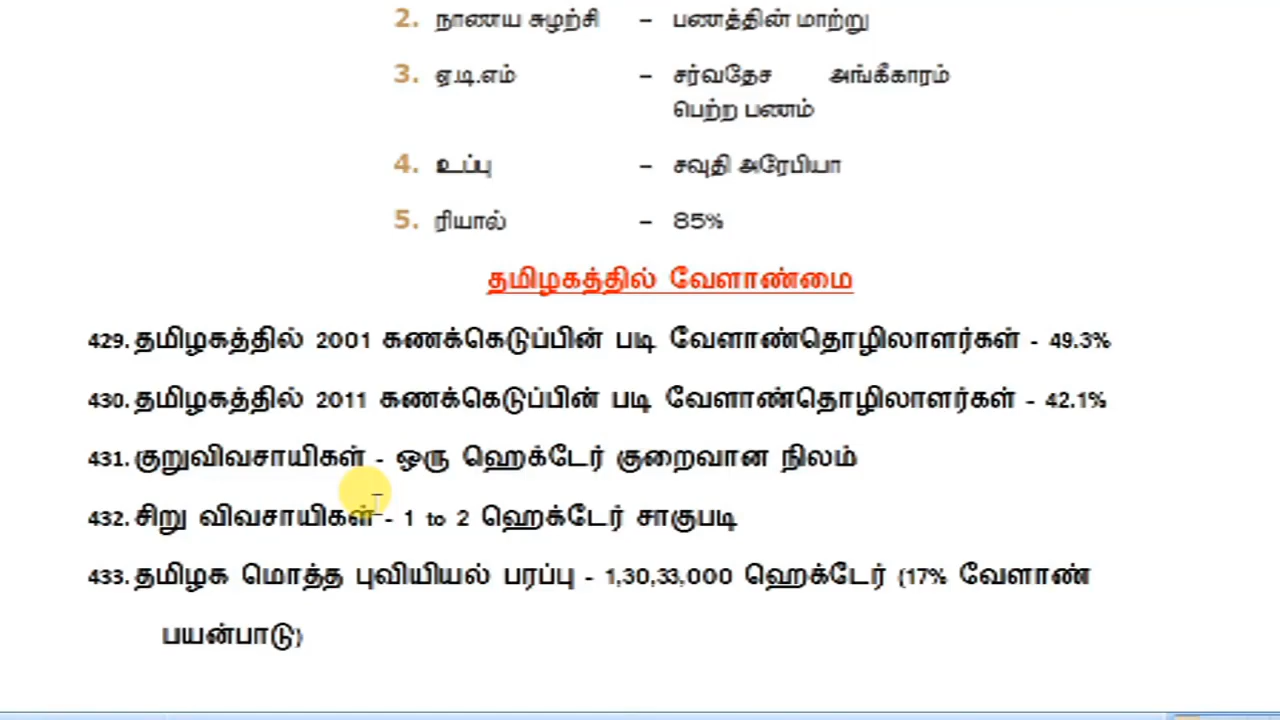 2. நாணய சுழற்சி – பணத்தின் மாற்று
3. ஏ.டி.எம் – சர்வதேச அங்கீகாரம்
பெற்ற பணம்
4. உப்பு – சவுதி அரேபியா
5. ரியால் – 85%
தமிழகத்தில் வேளாண்மை
429. தமிழகத்தில் 2001 கணக்கெடுப்பின் படி வேளாண்தொழிலாளர்கள் - 49.3%
430. தமிழகத்தில் 2011 கணக்கெடுப்பின் படி வேளாண்தொழிலாளர்கள் - 42.1%
431. குறுவிவசாயிகள் - ஒரு ஹெக்டேர் குறைவான நிலம்
432. சிறு விவசாயிகள் - 1 to 2 ஹெக்டேர் சாகுபடி
433. தமிழக மொத்த புவியியல் பரப்பு - 1,30,33,000 ஹெக்டேர் (17% வேளாண்
பயன்பாடு)